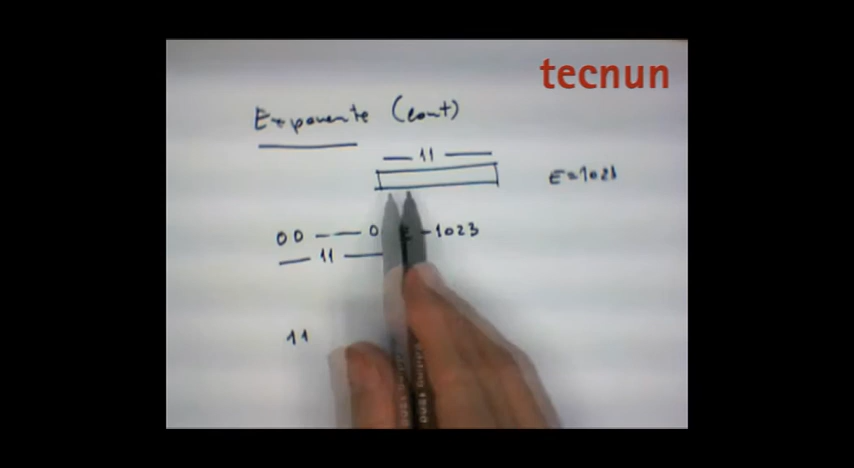 tecnun
Exponente (cont)
— 11 —
E=1023
00 —— 0 -1023
— 11 —
11